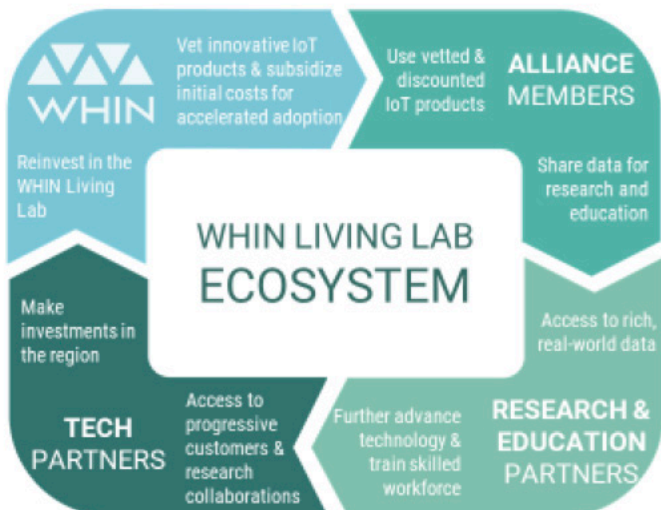 WHIN
Vet innovative IoT
products & subsidize
initial costs for
accelerated adoption
Reinvest in the
WHIN Living
Lab
Use vetted &
discounted
IoT products
ALLIANCE
MEMBERS
Share data for
research and
education
WHIN LIVING LAB
ECOSYSTEM
Access to rich,
real-world data
RESEARCH &
EDUCATION
PARTNERS
Further advance
technology &
train skilled
workforce
Access to
progressive
customers &
research
collaborations
TECH
PARTNERS
Make
investments in
the region